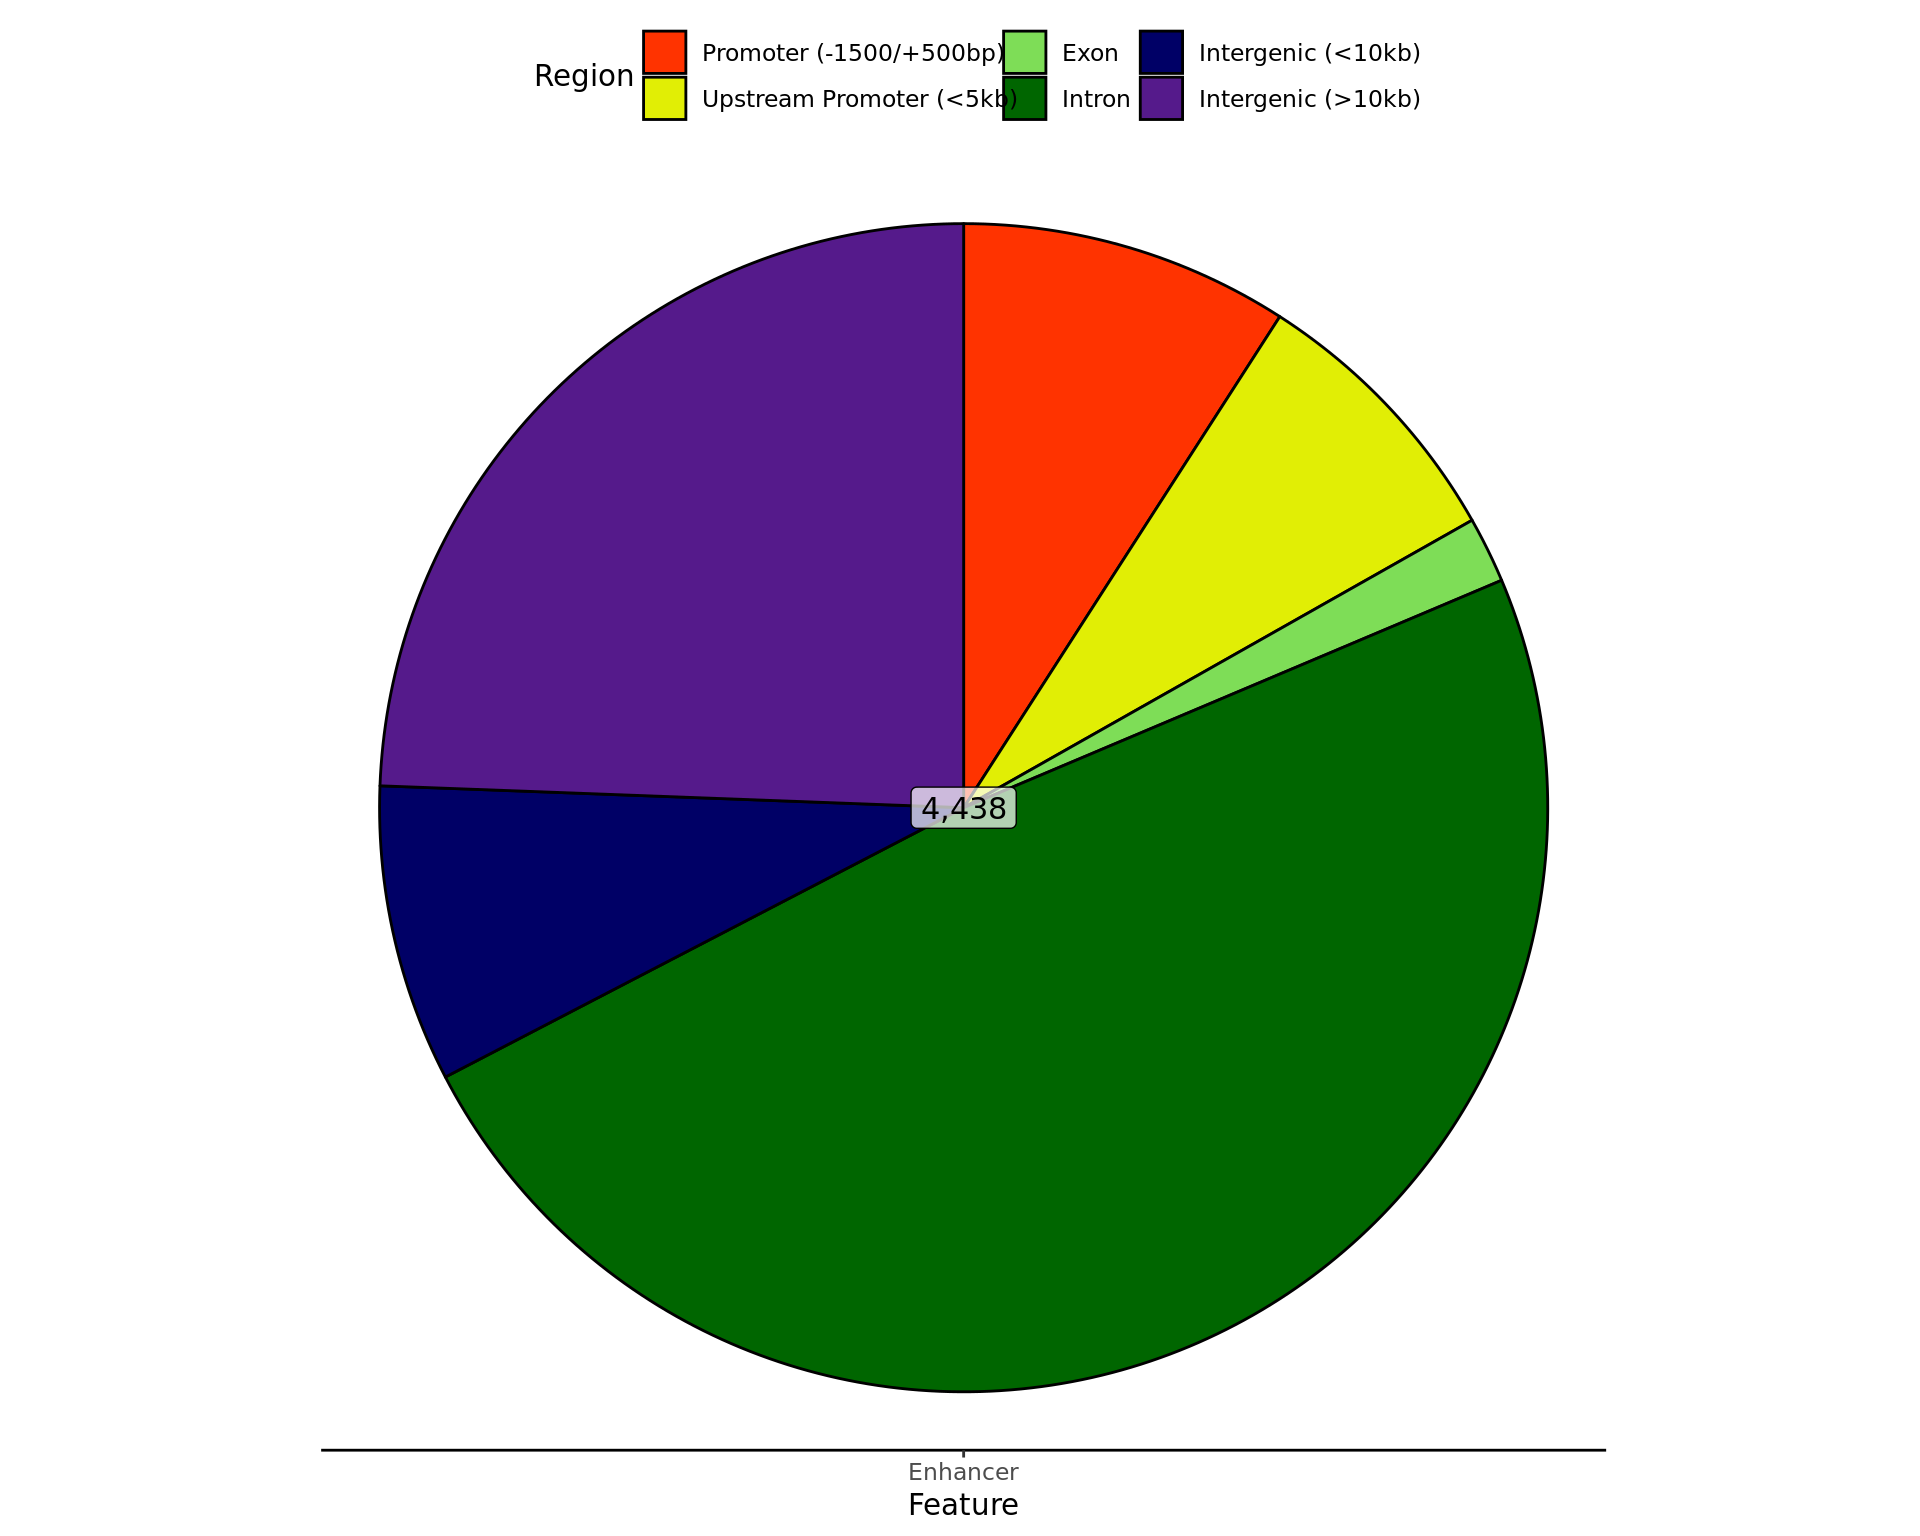 Region
Promoter (-1500/+500bp)
Upstream Promoter (<5kb)
Exon
Intron
Intergenic (<10kb)
Intergenic (>10kb)
4,438
Enhancer
Feature